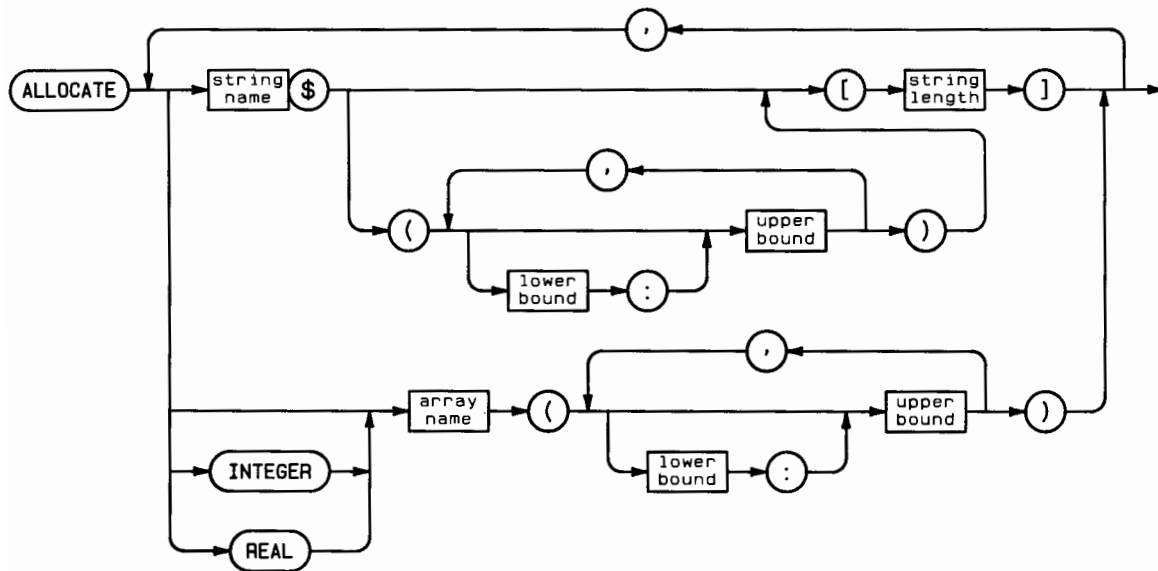 ,
ALLOCATE
string
name
$
[
string
length
]
,
(
upper
bound
)
lower
bound
:
,
array
name
(
upper
bound
)
INTEGER
lower
bound
:
REAL